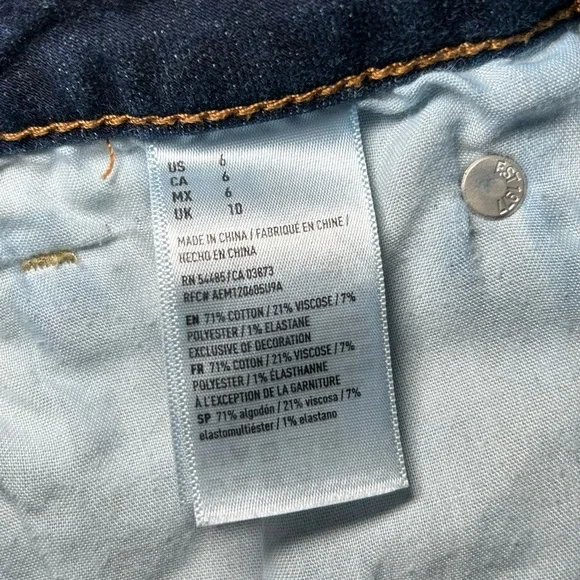 US 6
CA 6
MX 6
UK 10
MADE IN CHINA / FABRIQUÉ EN CHINE /
HECHO EN CHINA
RN 54485/CA 03873
RFC# AEM120685U9A
EN 71% COTTON / 21% VISCOSE / 7%
POLYESTER / 1% ELASTANE
EXCLUSIVE OF DECORATION
FR 71% COTON / 21% VISCOSE / 7%
POLYESTER / 1% ÉLASTHANNE
À L'EXCEPTION DE LA GARNITURE
SP 71% algodón / 21% viscosa / 7%
elastomultiéster / 1% elastano
EST 1977